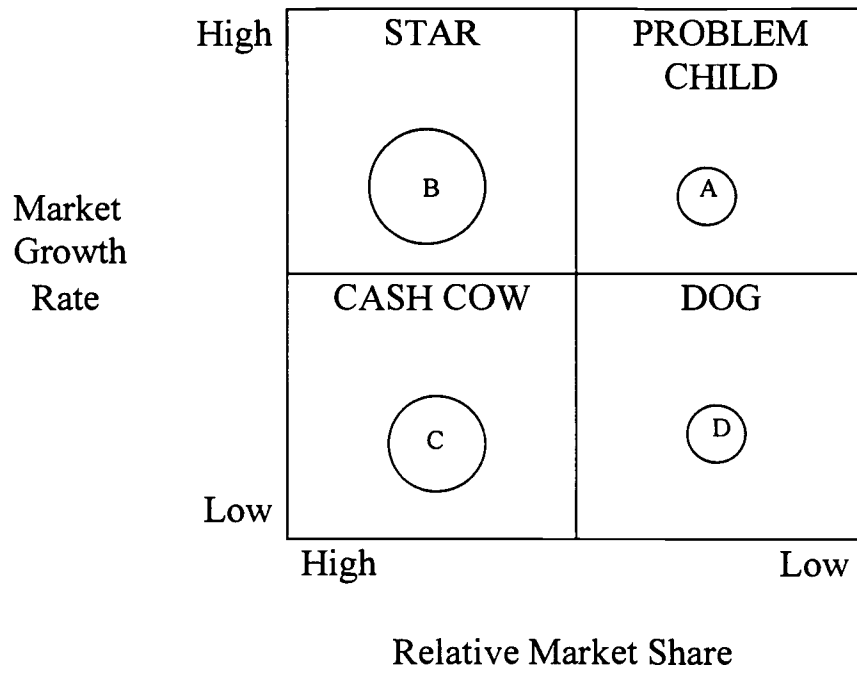 High
STAR
PROBLEM
CHILD
B
A
Market
Growth
Rate
CASH COW
DOG
C
D
Low
High
Low
Relative Market Share